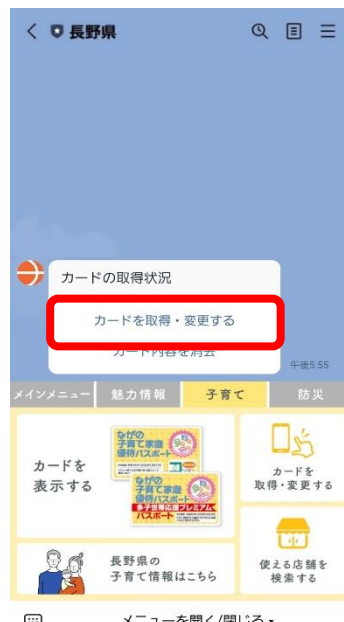 長野県
カードの取得状況
カードを取得・変更する
カード内容を消去
午後5:55
メインメニュー
魅力情報
子育て
防災
カードを
表示する
ながの
子育て家庭
優待パスポート
ながの
子育て家庭
優待パスポート
多子世帯応援プレミアム
パスポート
カードを
取得・変更する
長野県の
子育て情報はこちら
使える店舗を
検索する
メニューを開く/閉じる